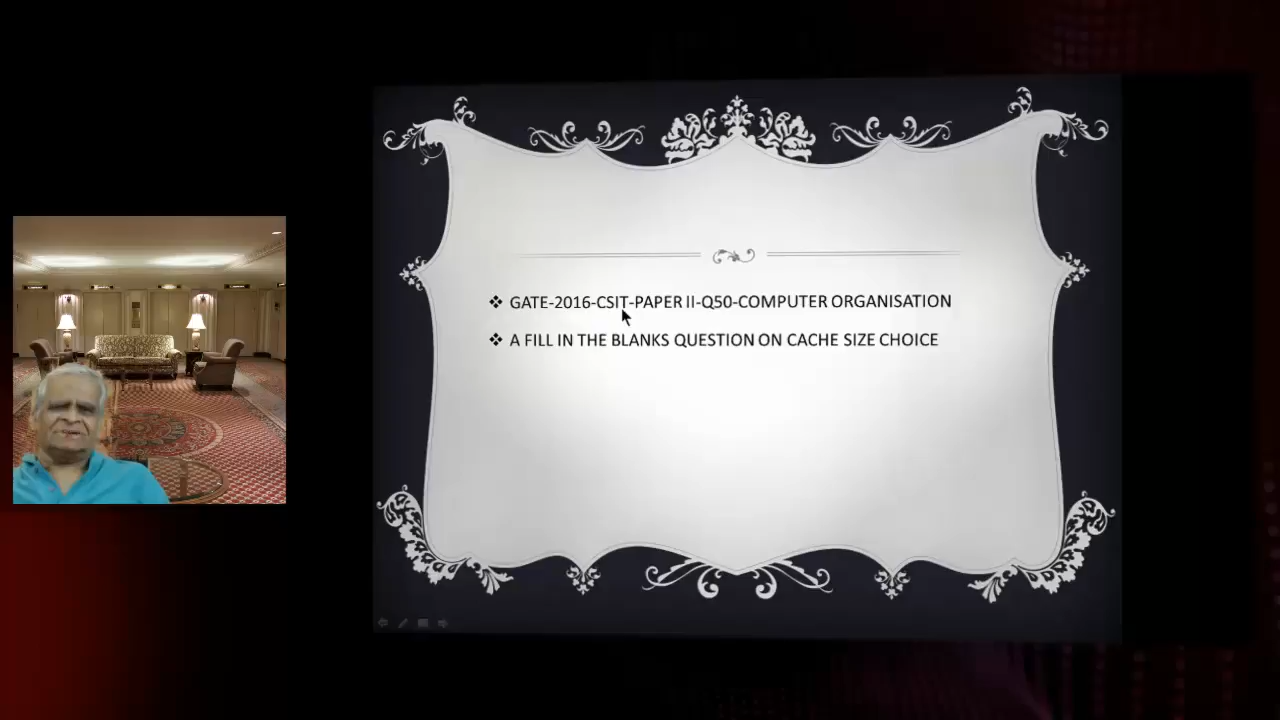 ❖ GATE-2016-CSIT-PAPER II-Q50-COMPUTER ORGANISATION
❖ A FILL IN THE BLANKS QUESTION ON CACHE SIZE CHOICE